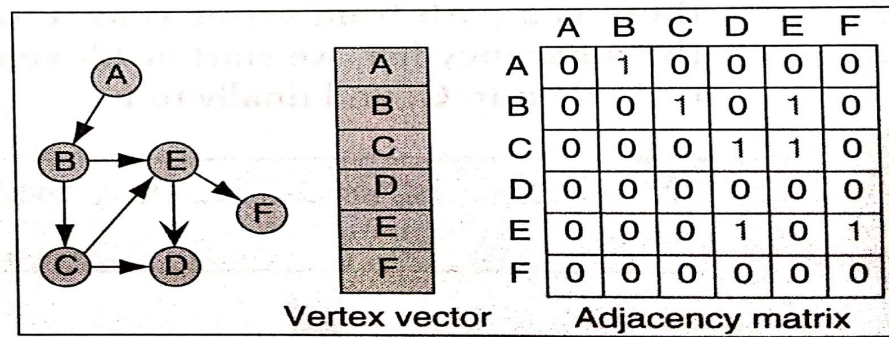 A
B
E
F
C
D
A
B
C
D
E
F
Vertex vector
A B C D E F
A 0 1 0 0 0 0
B 0 0 1 0 1 0
C 0 0 0 1 1 0
D 0 0 0 0 0 0
E 0 0 0 1 0 1
F 0 0 0 0 0 0
Adjacency matrix